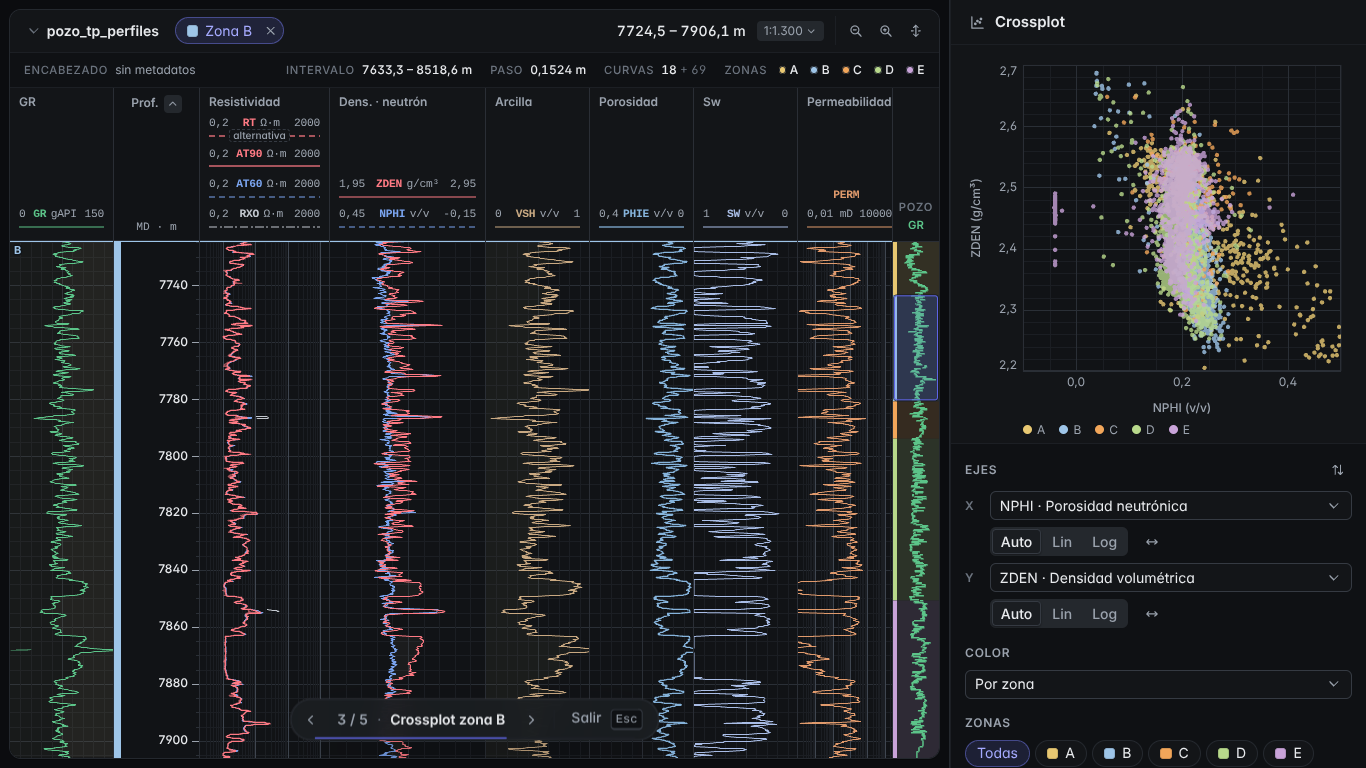 pozo_tp_perfiles Zona B 7724,5 – 7906,1 m 1:1.300
ENCABEZADO sin metadatos INTERVALO 7633,3 – 8518,6 m PASO 0,1524 m CURVAS 18 + 69 ZONAS A B C D E
GR Prof. Resistividad Dens. · neutrón Arcilla Porosidad Sw Permeabilidad
0,2 RT Ω·m 2000
alternativa
0,2 AT90 Ω·m 2000
0,2 AT60 Ω·m 2000 1,95 ZDEN g/cm³ 2,95
PERM
0 GR gAPI 150 0,2 RXO Ω·m 2000 0,45 NPHI v/v -0,15 0 VSH v/v 1 0,4 PHIE v/v 0 1 SW v/v 0 0,01 mD 10000 POZO
MD · m GR
B
7740
7760
7780
7800
7820
7840
7860
7880
7900
3 / 5 · Crossplot zona B Salir Esc
Crossplot
2,7
2,6
2,5
2,4
2,3
2,2
ZDEN (g/cm³)
0,0 0,2 0,4
NPHI (v/v)
A B C D E
EJES
X NPHI · Porosidad neutrónica
Auto Lin Log
Y ZDEN · Densidad volumétrica
Auto Lin Log
COLOR
Por zona
ZONAS
Todas A B C D E